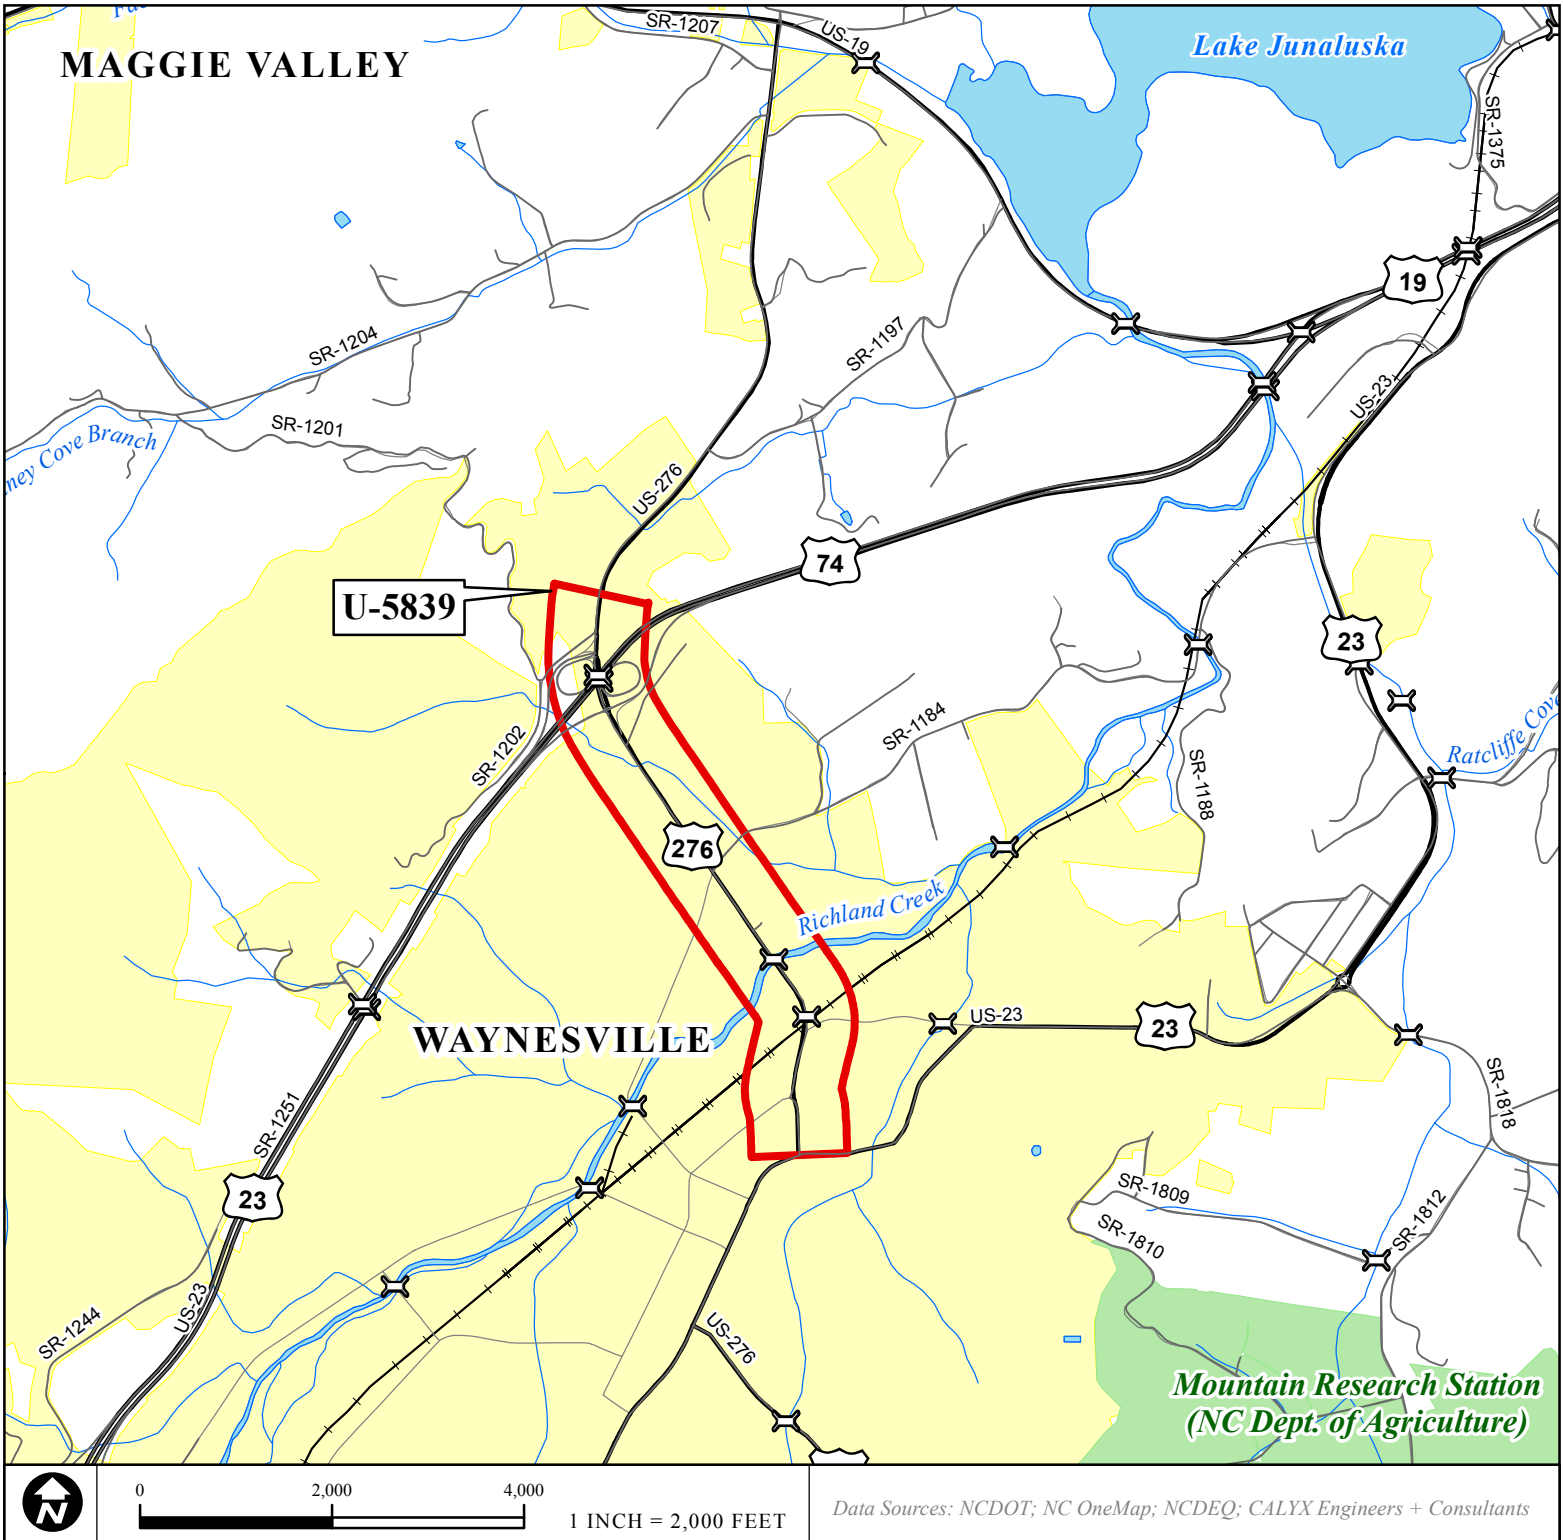 MAGGIE VALLEY
SR-1207
US-19
Lake Junaluska
SR-1375
19
SR-1204
SR-1197
US-23
SR-1201
ney Cove Branch
US-276
74
U-5839
23
SR-1184
SR-1202
Ratcliffe Cove
SR-1188
276
Richland Creek
WAYNESVILLE
US-23
23
SR-1251
SR-1818
23
SR-1809
SR-1812
SR-1810
US-23
SR-1244
US-276
Mountain Research Station
(NC Dept. of Agriculture)
N
0 2,000 4,000
1 INCH = 2,000 FEET
Data Sources: NCDOT; NC OneMap; NCDEQ; CALYX Engineers + Consultants